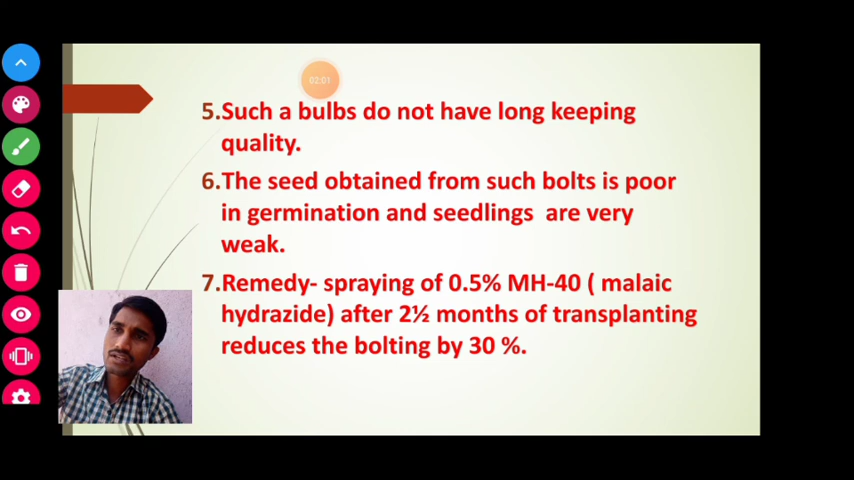 02:01
5.Such a bulbs do not have long keeping
quality.
6.The seed obtained from such bolts is poor
in germination and seedlings are very
weak.
7.Remedy- spraying of 0.5% MH-40 ( malaic
hydrazide) after 2½ months of transplanting
reduces the bolting by 30 %.